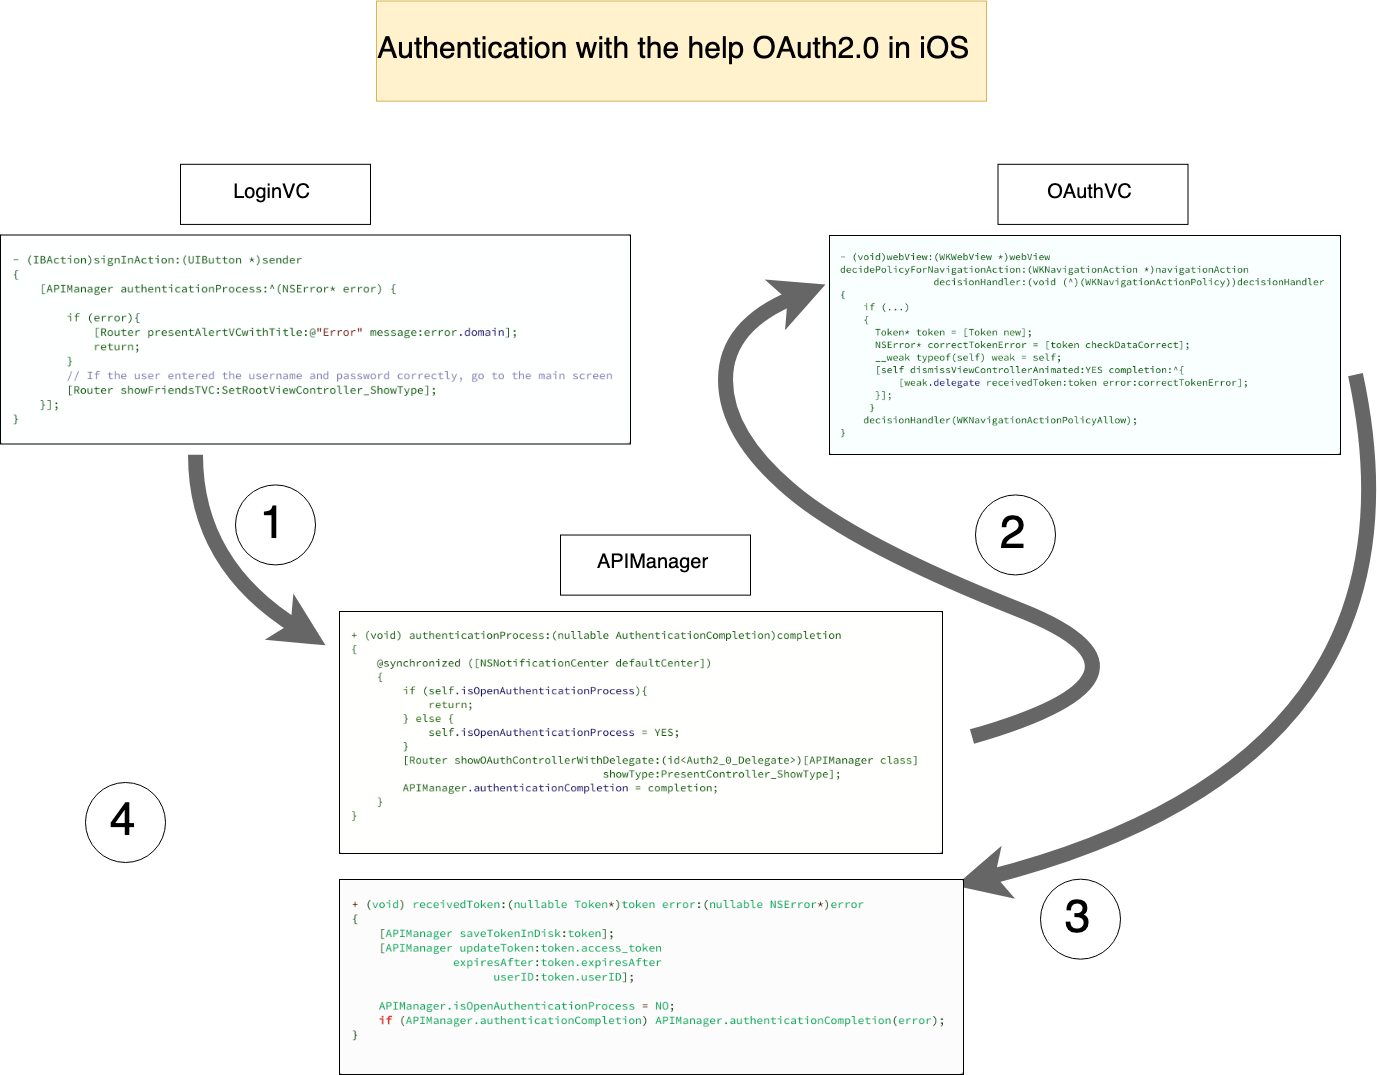 Authentication with the help OAuth2.0 in iOS
LoginVC
- (IBAction)signInAction:(UIButton *)sender
{
[APIManager authenticationProcess:^(NSError* error) {
if (error){
[Router presentAlertVCwithTitle:@"Error" message:error.domain];
return;
}
// If the user entered the username and password correctly, go to the main screen
[Router showFriendsTVC:SetRootViewController_ShowType];
}];
}
OAuthVC
- (void)webView:(WKWebView *)webView
decidePolicyForNavigationAction:(WKNavigationAction *)navigationAction
decisionHandler:(void (^)(WKNavigationActionPolicy))decisionHandler
{
if (...)
{
Token* token = [Token new];
NSError* correctTokenError = [token checkDataCorrect];
__weak typeof(self) weak = self;
[self dismissViewControllerAnimated:YES completion:^{
[weak.delegate receivedToken:token error:correctTokenError];
}];
}
decisionHandler(WKNavigationActionPolicyAllow);
}
1
2
APIManager
+ (void) authenticationProcess:(nullable AuthenticationCompletion)completion
{
@synchronized ([NSNotificationCenter defaultCenter])
{
if (self.isOpenAuthenticationProcess){
return;
} else {
self.isOpenAuthenticationProcess = YES;
}
[Router showOAuthControllerWithDelegate:(id<Auth2_0_Delegate>)[APIManager class]
showType:PresentController_ShowType];
APIManager.authenticationCompletion = completion;
}
}
4
3
+ (void) receivedToken:(nullable Token*)token error:(nullable NSError*)error
{
[APIManager saveTokenInDisk:token];
[APIManager updateToken:token.access_token
expiresAfter:token.expiresAfter
userID:token.userID];
APIManager.isOpenAuthenticationProcess = NO;
if (APIManager.authenticationCompletion) APIManager.authenticationCompletion(error);
}